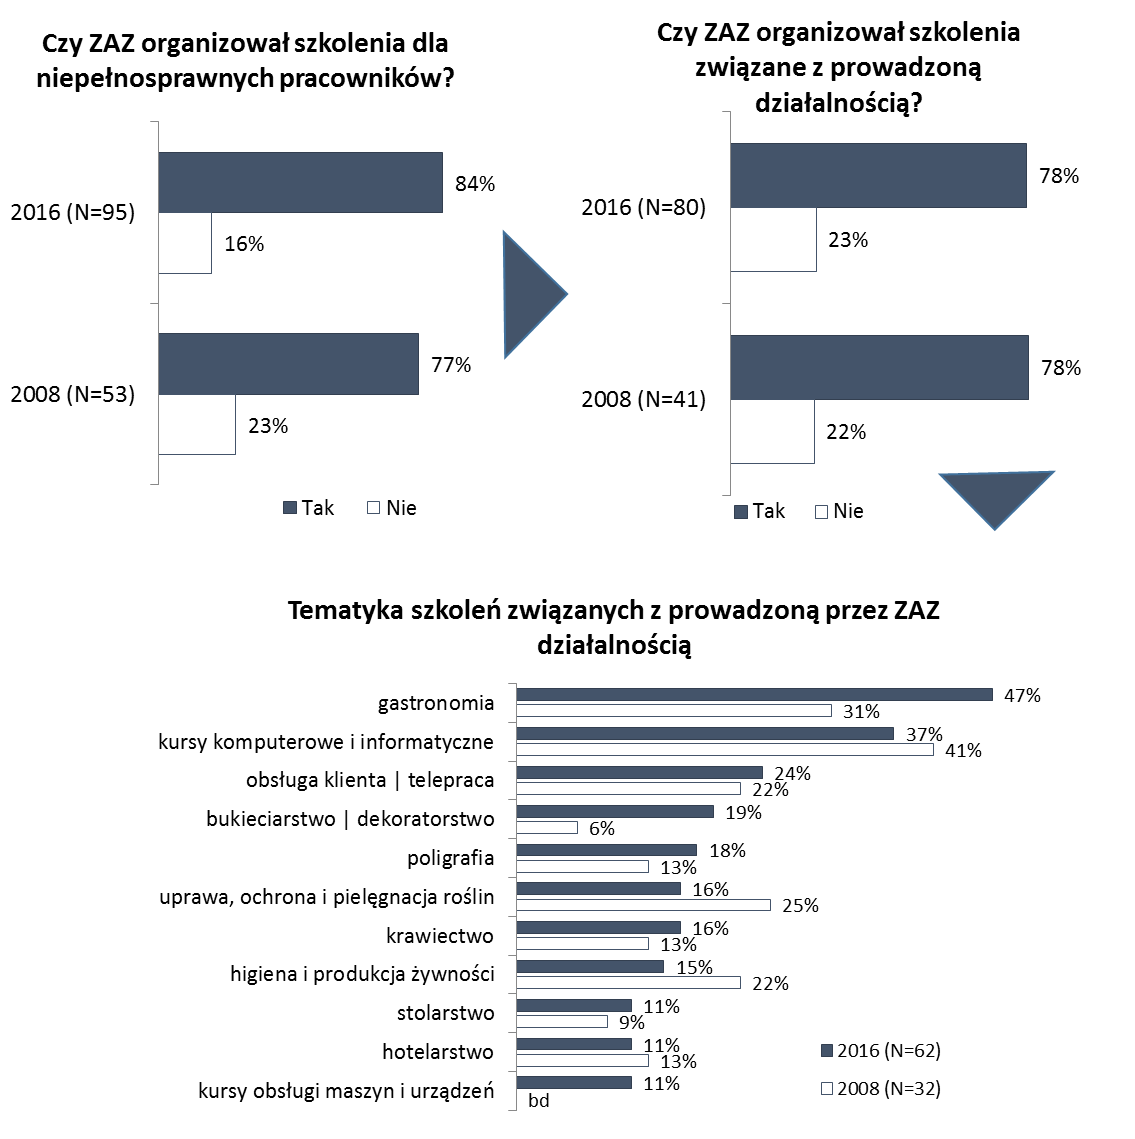 Czy ZAZ organizował szkolenia dla
niepełnosprawnych pracowników?
2016 (N=95)
84%
16%
2008 (N=53)
77%
23%
Tak
Nie
Czy ZAZ organizował szkolenia
związane z prowadzoną
działalnością?
2016 (N=80)
78%
23%
2008 (N=41)
78%
22%
Tak
Nie
Tematyka szkoleń związanych z prowadzoną przez ZAZ
działalnością
gastronomia
47%
31%
kursy komputerowe i informatyczne
37%
41%
obsługa klienta | telepraca
24%
22%
bukieciarstwo | dekoratorstwo
19%
6%
poligrafia
18%
13%
uprawa, ochrona i pielęgnacja roślin
16%
25%
krawiectwo
16%
13%
higiena i produkcja żywności
15%
22%
stolarstwo
11%
9%
hotelarstwo
11%
13%
kursy obsługi maszyn i urządzeń
11%
bd
2016 (N=62)
2008 (N=32)